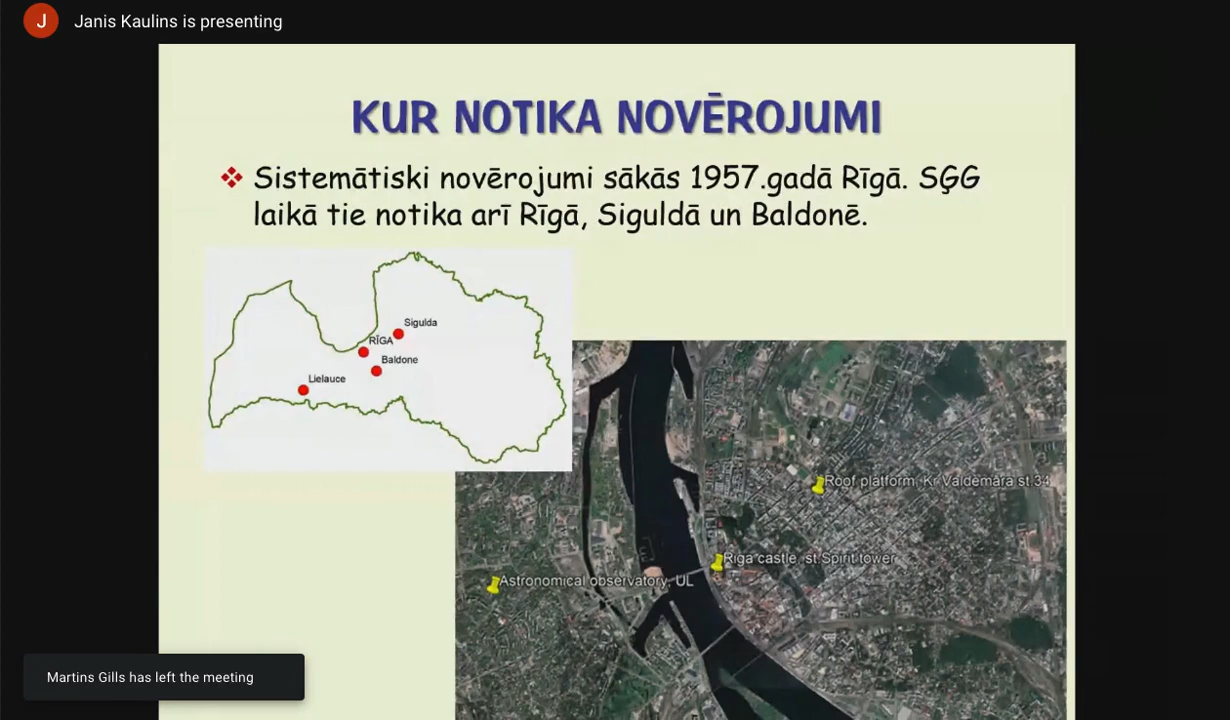 J
Janis Kaulins is presenting
KUR NOTIKA NOVĒROJUMI
❖ Sistemātiski novērojumi sākās 1957.gadā Rīgā. SĢG
laikā tie notika arī Rīgā, Siguldā un Baldonē.
Sigulda
RĪGA
Baldone
Lielauce
Roof platform, Kr Valdemāra st.34
Riga castle, st.Spirit tower
Astronomical observatory, UL
Martins Gills has left the meeting